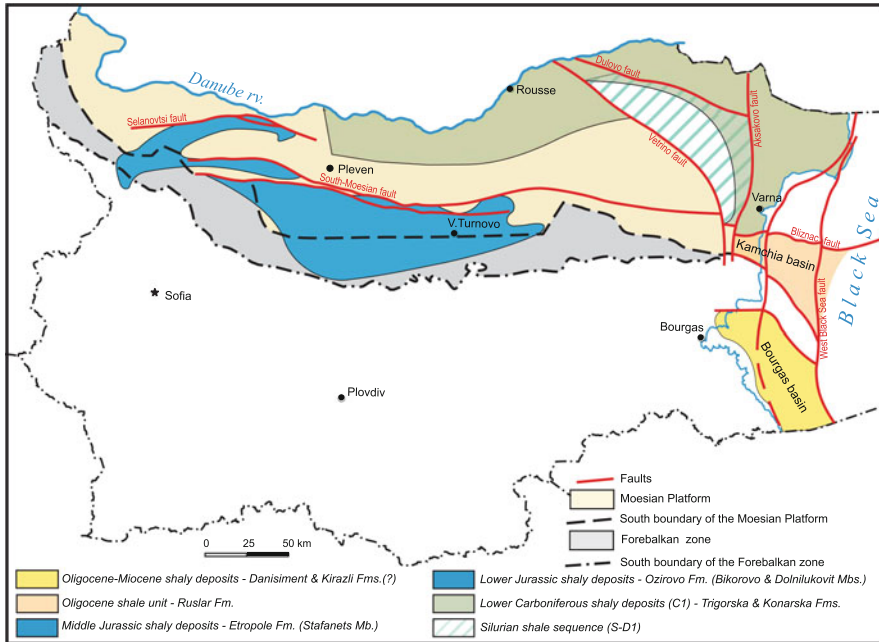 Danube rv.
Dulovo fault
Rousse
Selanovtsi fault
Aksakovo fault
Vetrino fault
Pleven
South-Moesian fault
Varna
V.Turnovo
Bliznac fault
Kamchia basin
Black Sea
Sofia
West Black Sea fault
Bourgas
Bourgas basin
Plovdiv
Faults
Moesian Platform
South boundary of the Moesian Platform
Forebalkan zone
South boundary of the Forebalkan zone
0 25 50 km
Oligocene-Miocene shaly deposits - Danisiment & Kirazli Fms.(?)
Oligocene shale unit - Ruslar Fm.
Middle Jurassic shaly deposits - Etropole Fm. (Stafanets Mb.)
Lower Jurassic shaly deposits - Ozirovo Fm. (Bikorovo & Dolnilukovit Mbs.)
Lower Carboniferous shaly deposits (C1) - Trigorska & Konarska Fms.
Silurian shale sequence (S-D1)